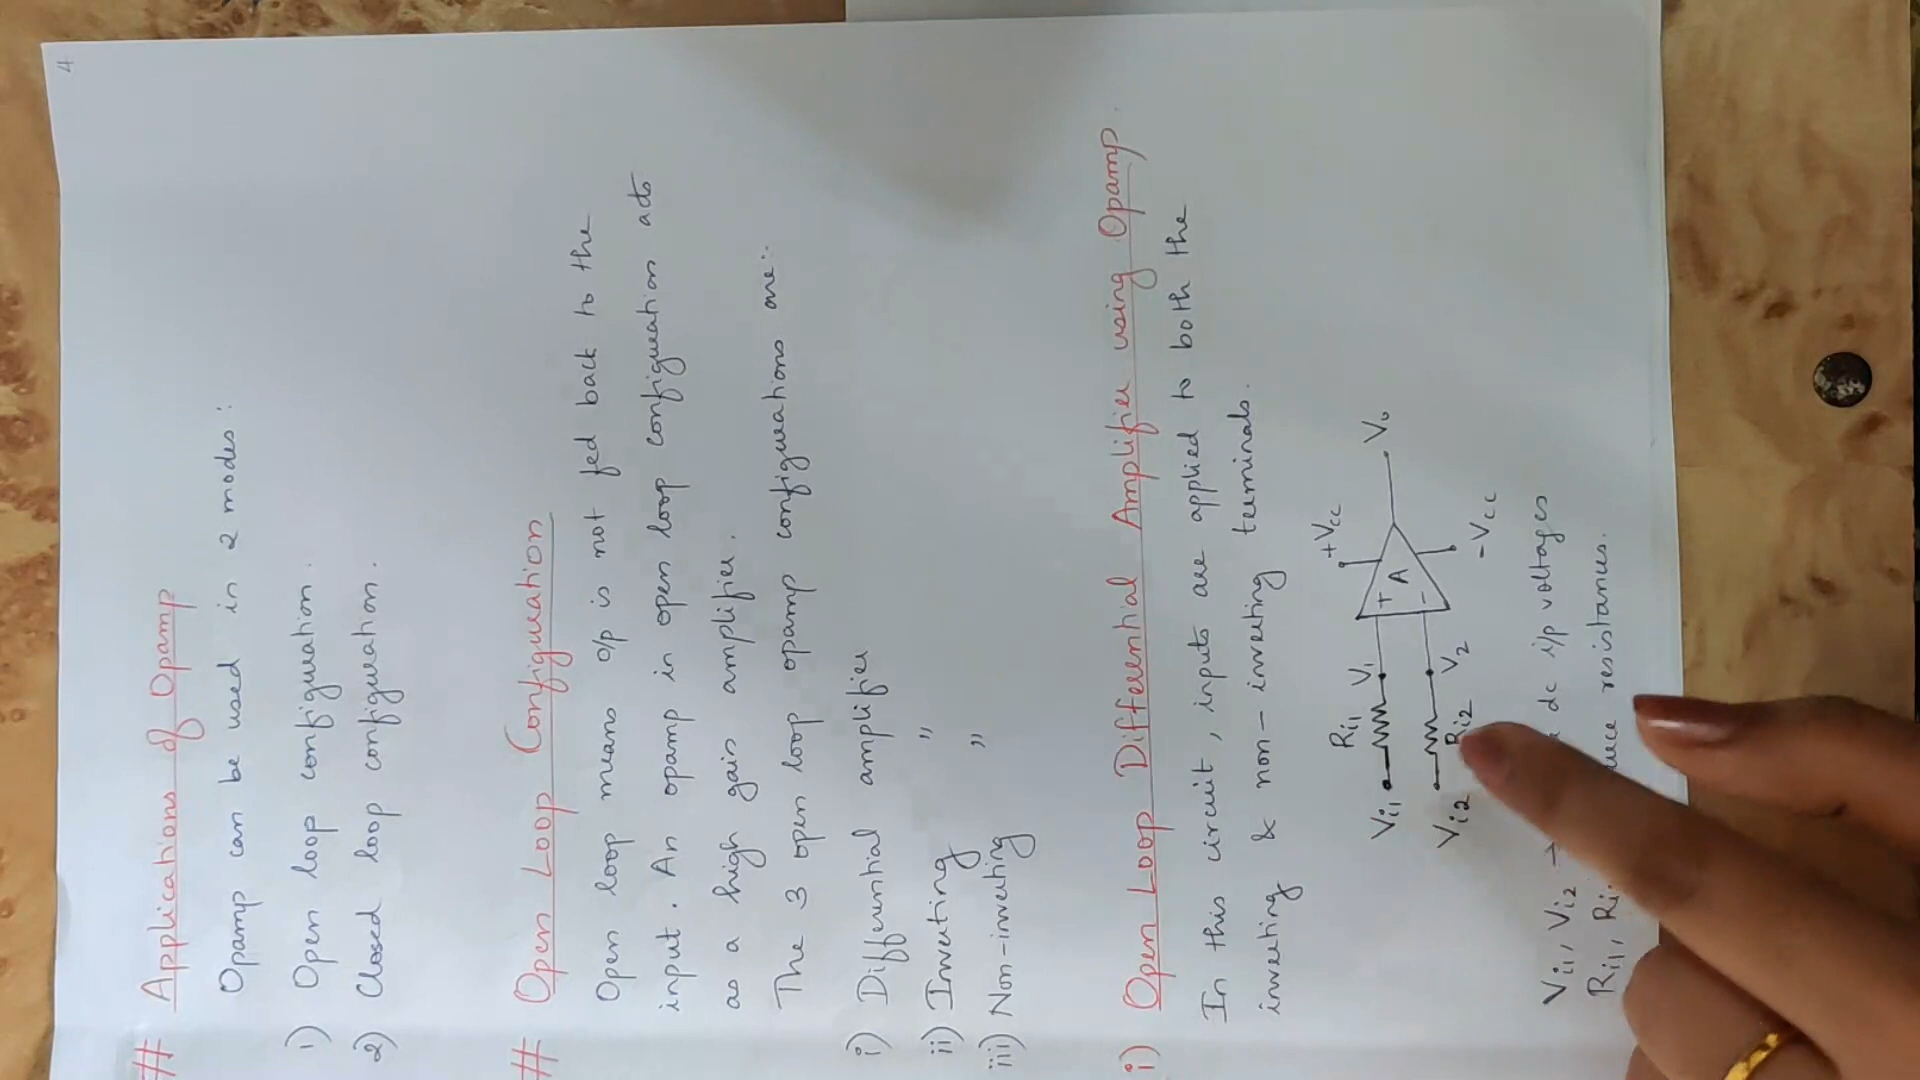 4
# Applications of Opamp
Opamp can be used in 2 modes :
1) Open loop configuration.
2) Closed loop configuration.
# Open Loop Configuration
Open loop means o/p is not fed back to the
input. An opamp in open loop configuration acts
as a high gain amplifier.
The 3 open loop opamp configurations are:
i) Differential amplifier
ii) Inverting "
iii) Non-inverting "
i) Open Loop Differential Amplifier using Opamp.
In this circuit, inputs are applied to both the
inverting & non-inverting terminals.
+Vcc
Ri1 V1
Vi1 + A Vo
Vi2 -
Ri2 V2
-Vcc
Vi1, Vi2 → dc i/p voltages
Ri1, resistances.